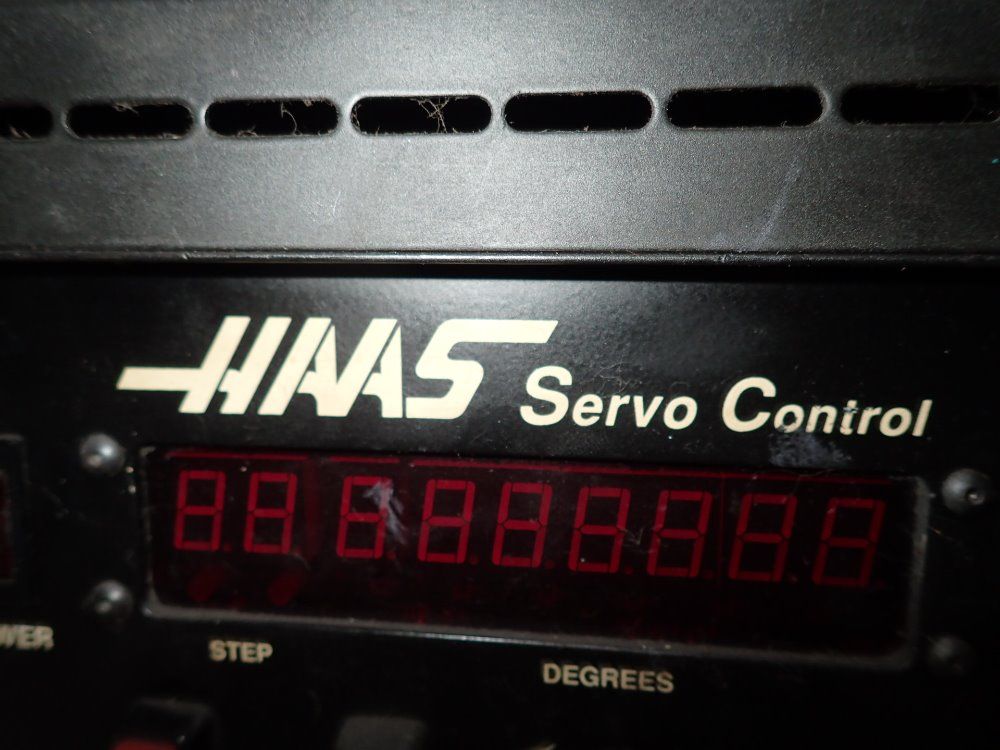 HAAS Servo Control
STEP
DEGREES